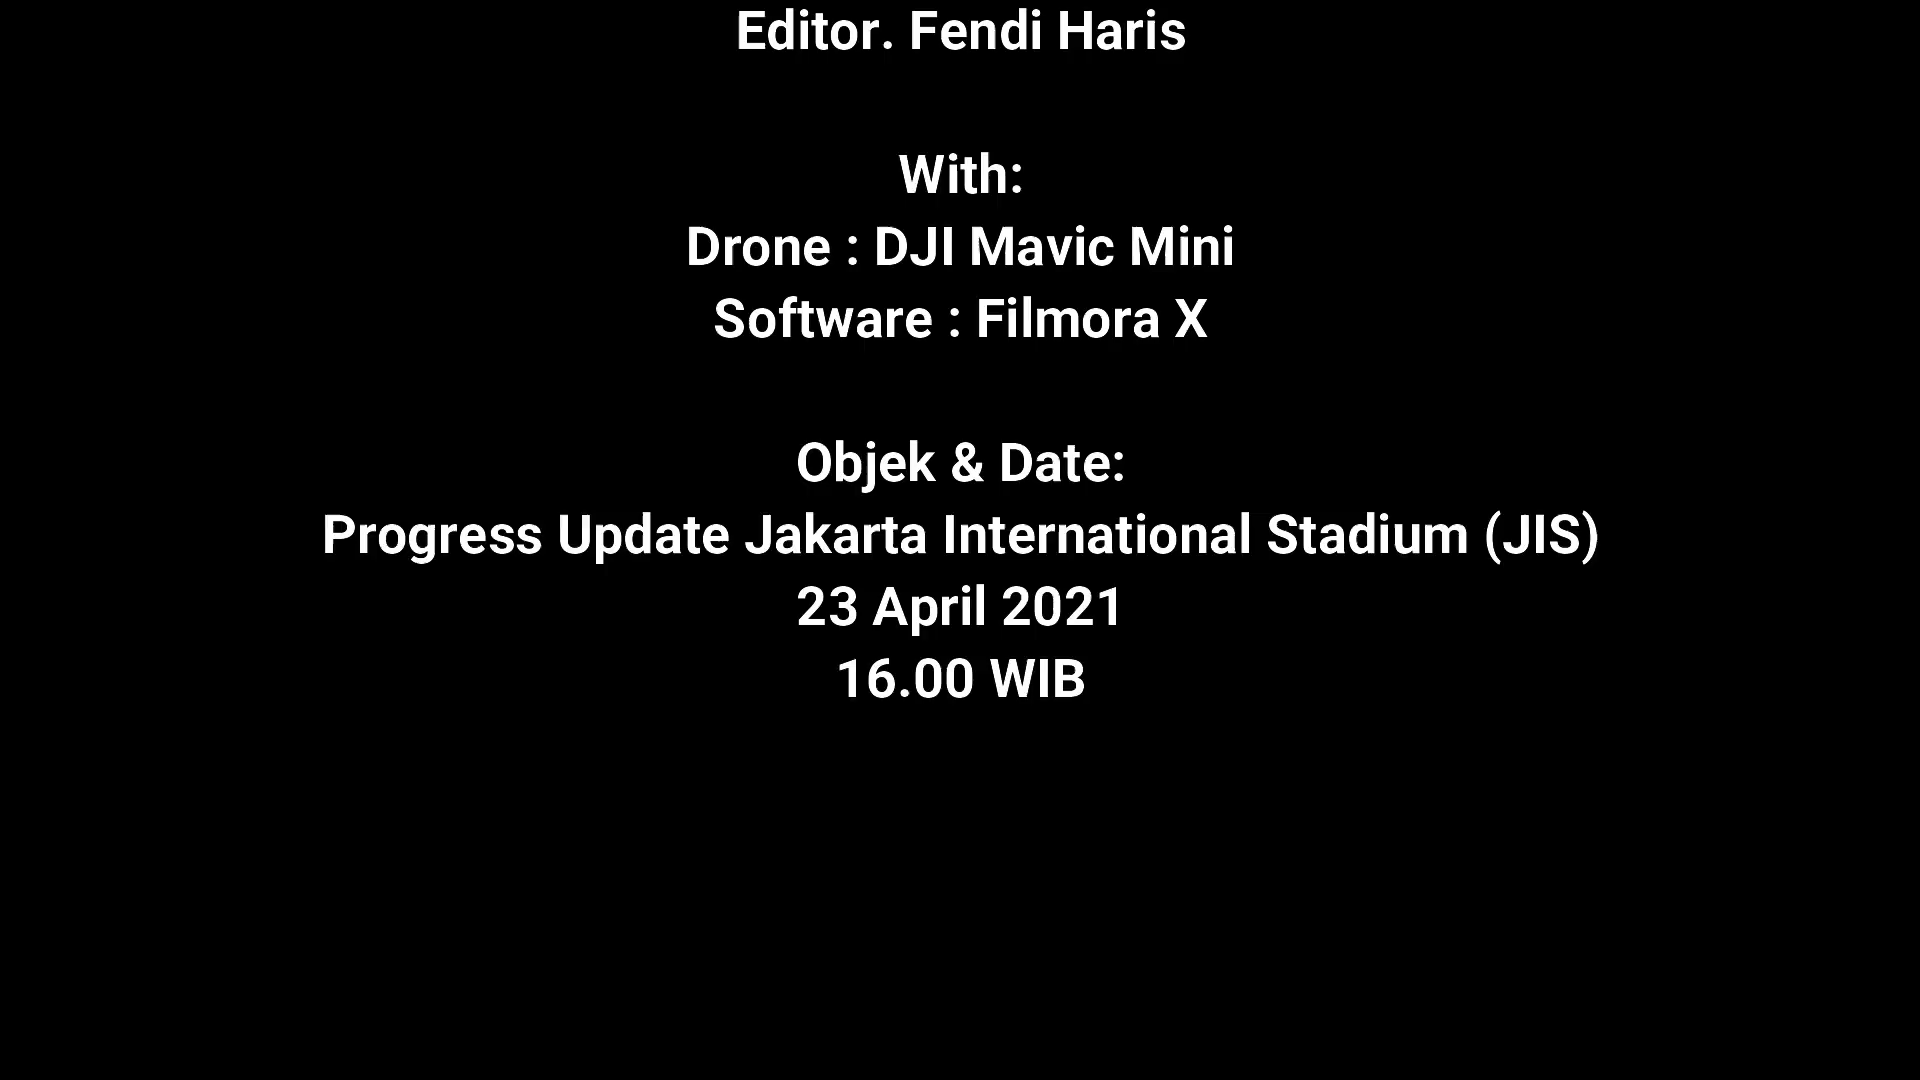 Editor. Fendi Haris
With:
Drone : DJI Mavic Mini
Software : Filmora X
Objek & Date:
Progress Update Jakarta International Stadium (JIS)
23 April 2021
16.00 WIB